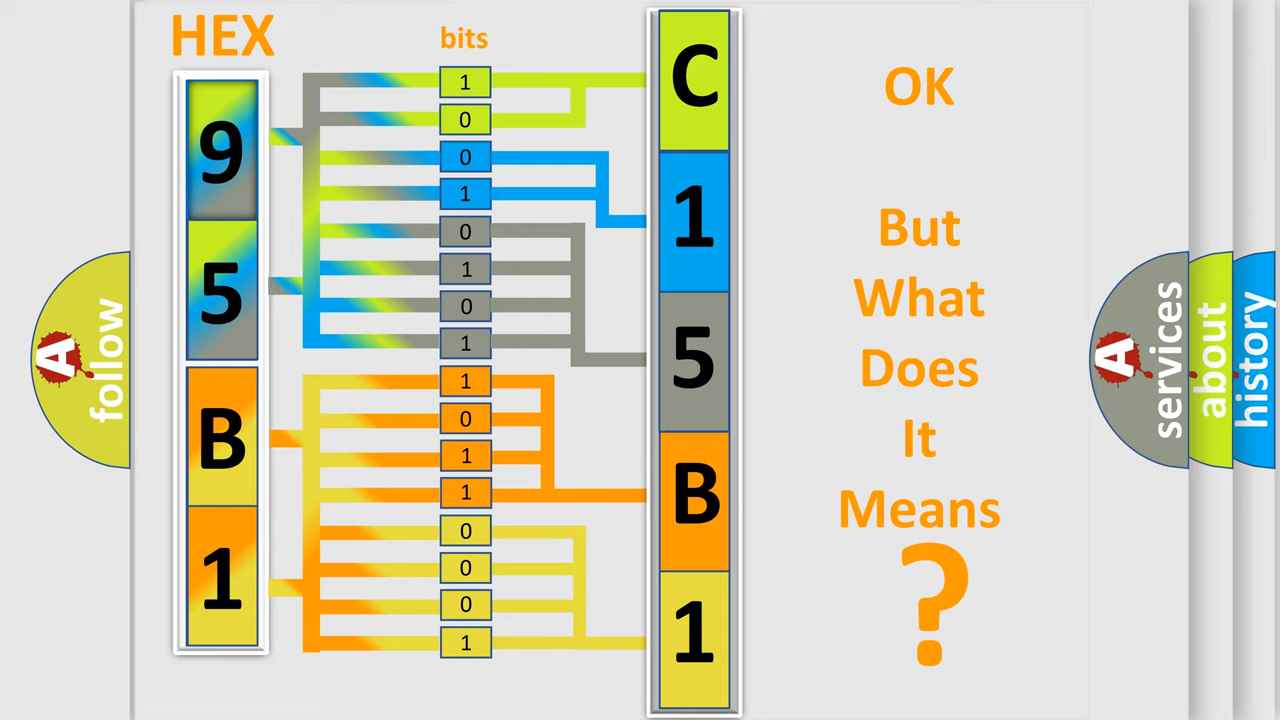 HEX
bits
9
5
B
1
1
0
0
1
0
1
0
1
1
0
1
1
0
0
0
1
C
1
5
B
1
OK
But
What
Does
It
Means
?
A
follow
A
services
about
history